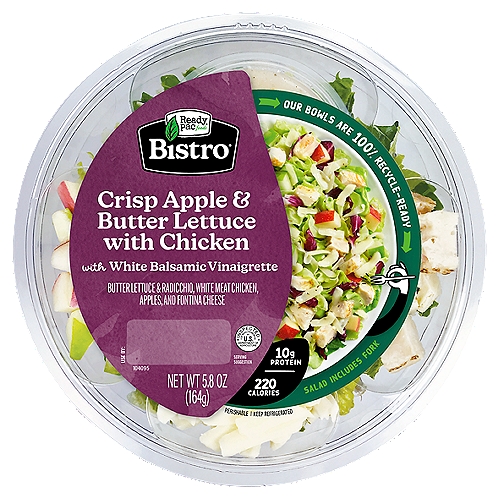 Ready
Pac
foods
Bistro
Crisp Apple &
Butter Lettuce
with Chicken
with White Balsamic Vinaigrette
BUTTER LETTUCE & RADICCHIO, WHITE MEAT CHICKEN,
APPLES, AND FONTINA CHEESE
USE BY:
104095
U.S.
SERVING
SUGGESTION
NET WT 5.8 OZ
(164g)
10g
PROTEIN
220
CALORIES
PERISHABLE | KEEP REFRIGERATED
OUR BOWLS ARE 100% RECYCLE-READY
SALAD INCLUDES FORK